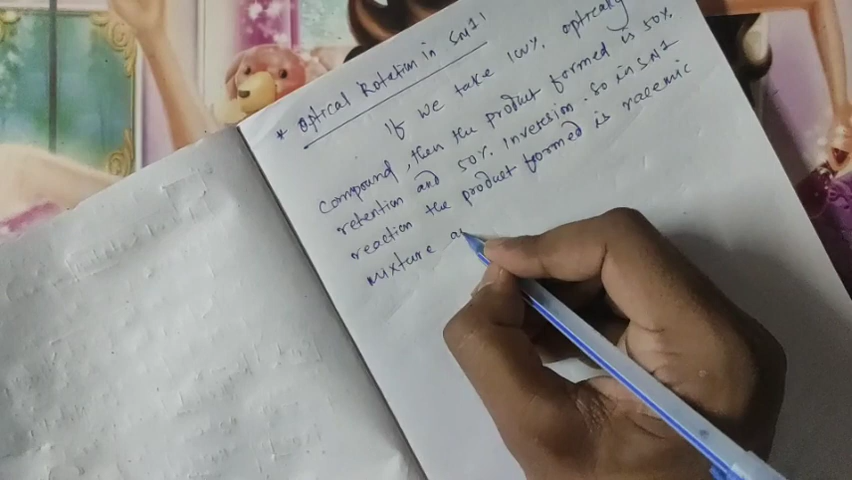 * Optical Rotation in SN1'
If we take 100% optically
compound, then the product formed is 50%
retention and 50% Inversion. So in SN1
reaction the product formed is racemic
mixture a